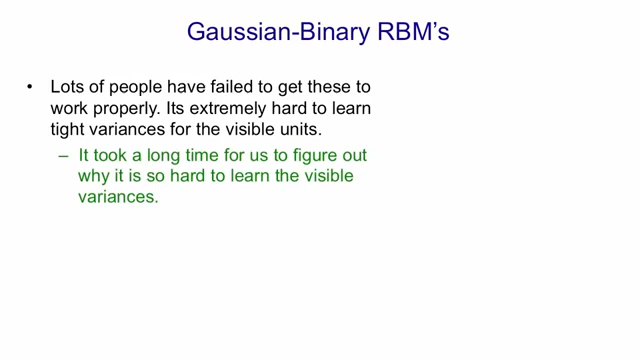 Gaussian-Binary RBM’s
• Lots of people have failed to get these to
work properly. Its extremely hard to learn
tight variances for the visible units.
– It took a long time for us to figure out
why it is so hard to learn the visible
variances.